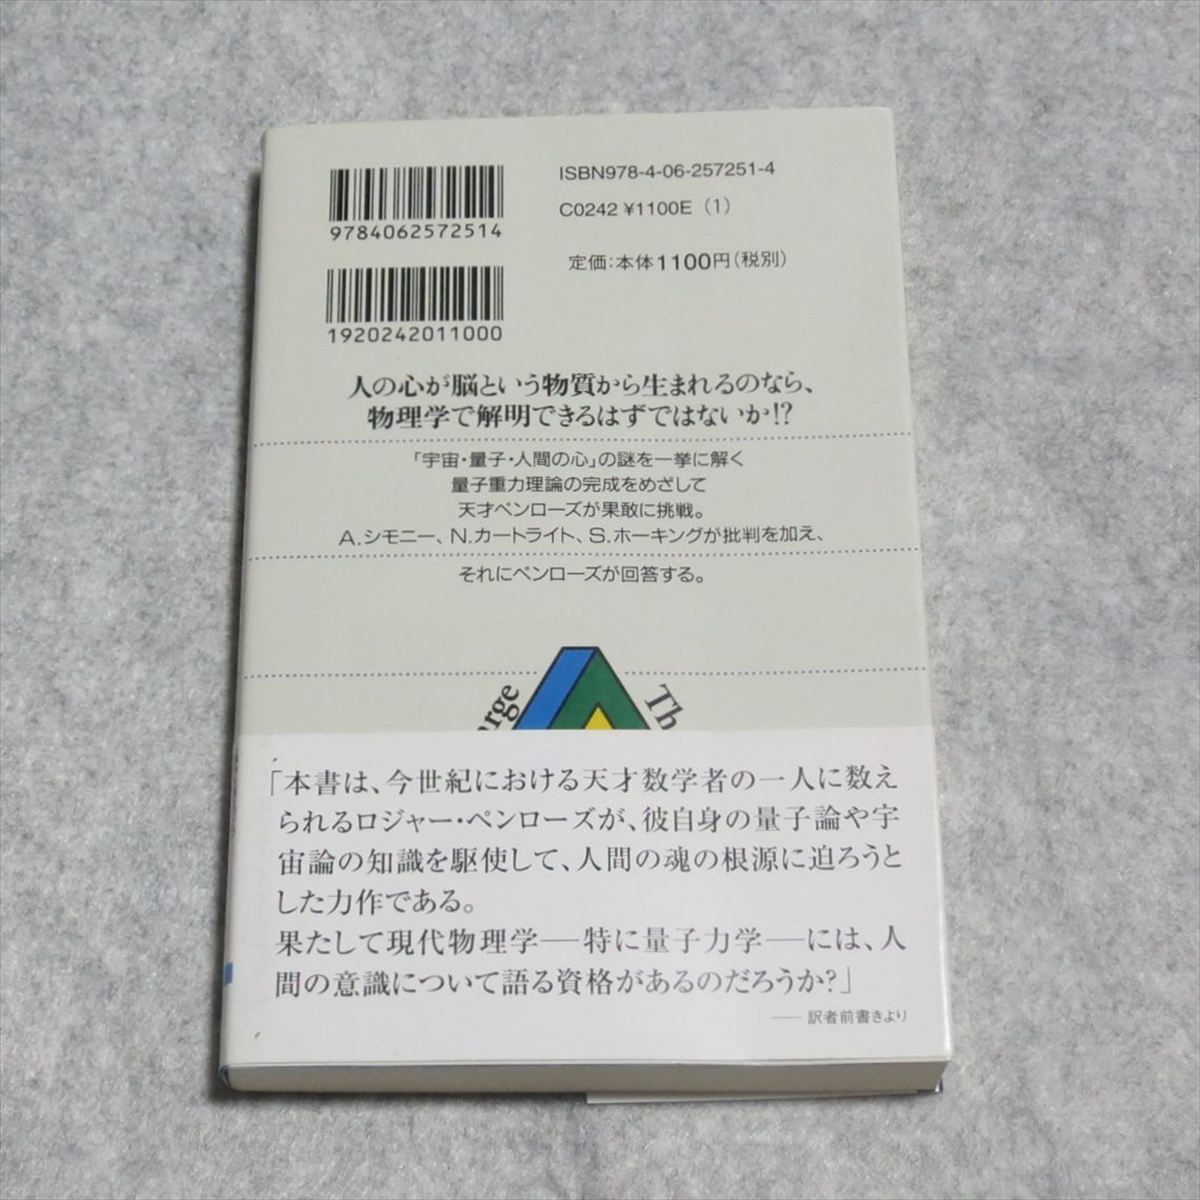 ISBN978-4-06-257251-4
C0242 ¥1100E（1）
9784062572514
定価：本体1100円（税別）
1920242011000
人の心が脳という物質から生まれるのなら、
物理学で解明できるはずではないか!?
「宇宙・量子・人間の心」の謎を一挙に解く
量子重力理論の完成をめざして
天才ペンローズが果敢に挑戦。
A.シモニー、N.カートライト、S.ホーキングが批判を加え、
それにペンローズが回答する。
arge
Th
「本書は、今世紀における天才数学者の一人に数え
られるロジャー・ペンローズが、彼自身の量子論や宇
宙論の知識を駆使して、人間の魂の根源に迫ろうと
した力作である。
果たして現代物理学──特に量子力学──には、人
間の意識について語る資格があるのだろうか?」
── 訳者前書きより